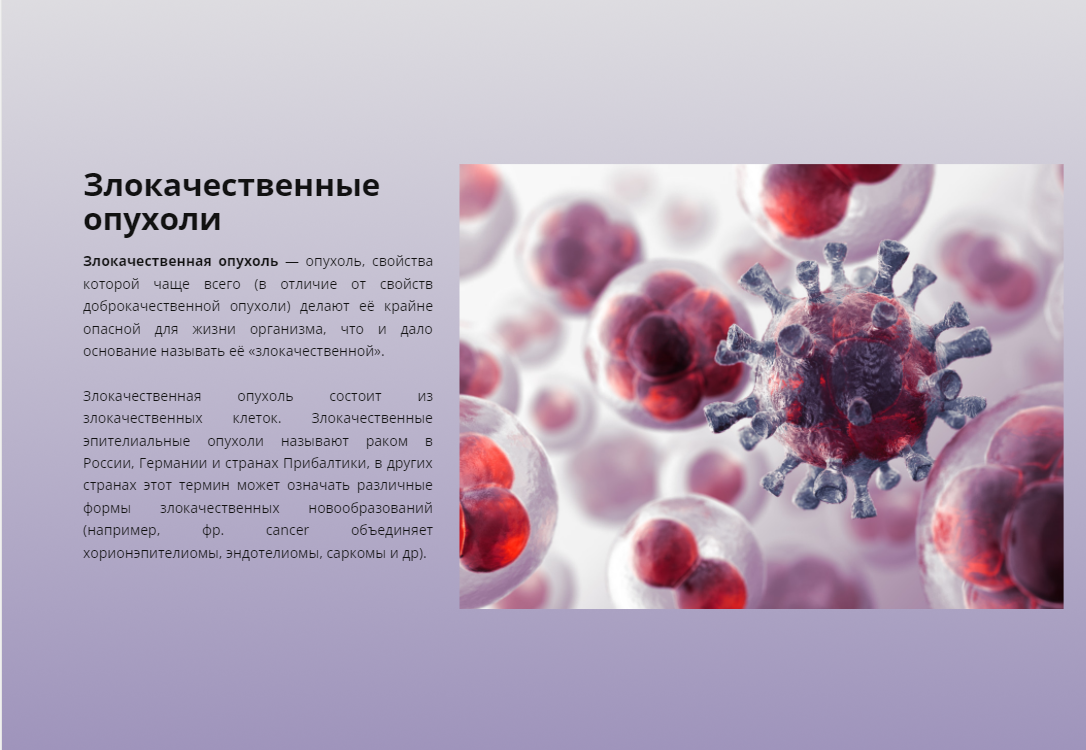 Злокачественные
опухоли
Злокачественная опухоль — опухоль, свойства
которой чаще всего (в отличие от свойств
доброкачественной опухоли) делают её крайне
опасной для жизни организма, что и дало
основание называть её «злокачественной».
Злокачественная опухоль состоит из
злокачественных клеток. Злокачественные
эпителиальные опухоли называют раком в
России, Германии и странах Прибалтики, в других
странах этот термин может означать различные
формы злокачественных новообразований
(например, фр. cancer объединяет
хорионэпителиомы, эндотелиомы, саркомы и др).